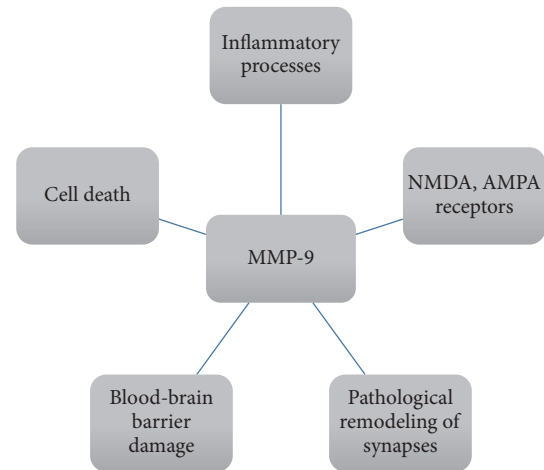 Inflammatory
processes
Cell death
NMDA, AMPA
receptors
MMP-9
Blood-brain
barrier
damage
Pathological
remodeling of
synapses